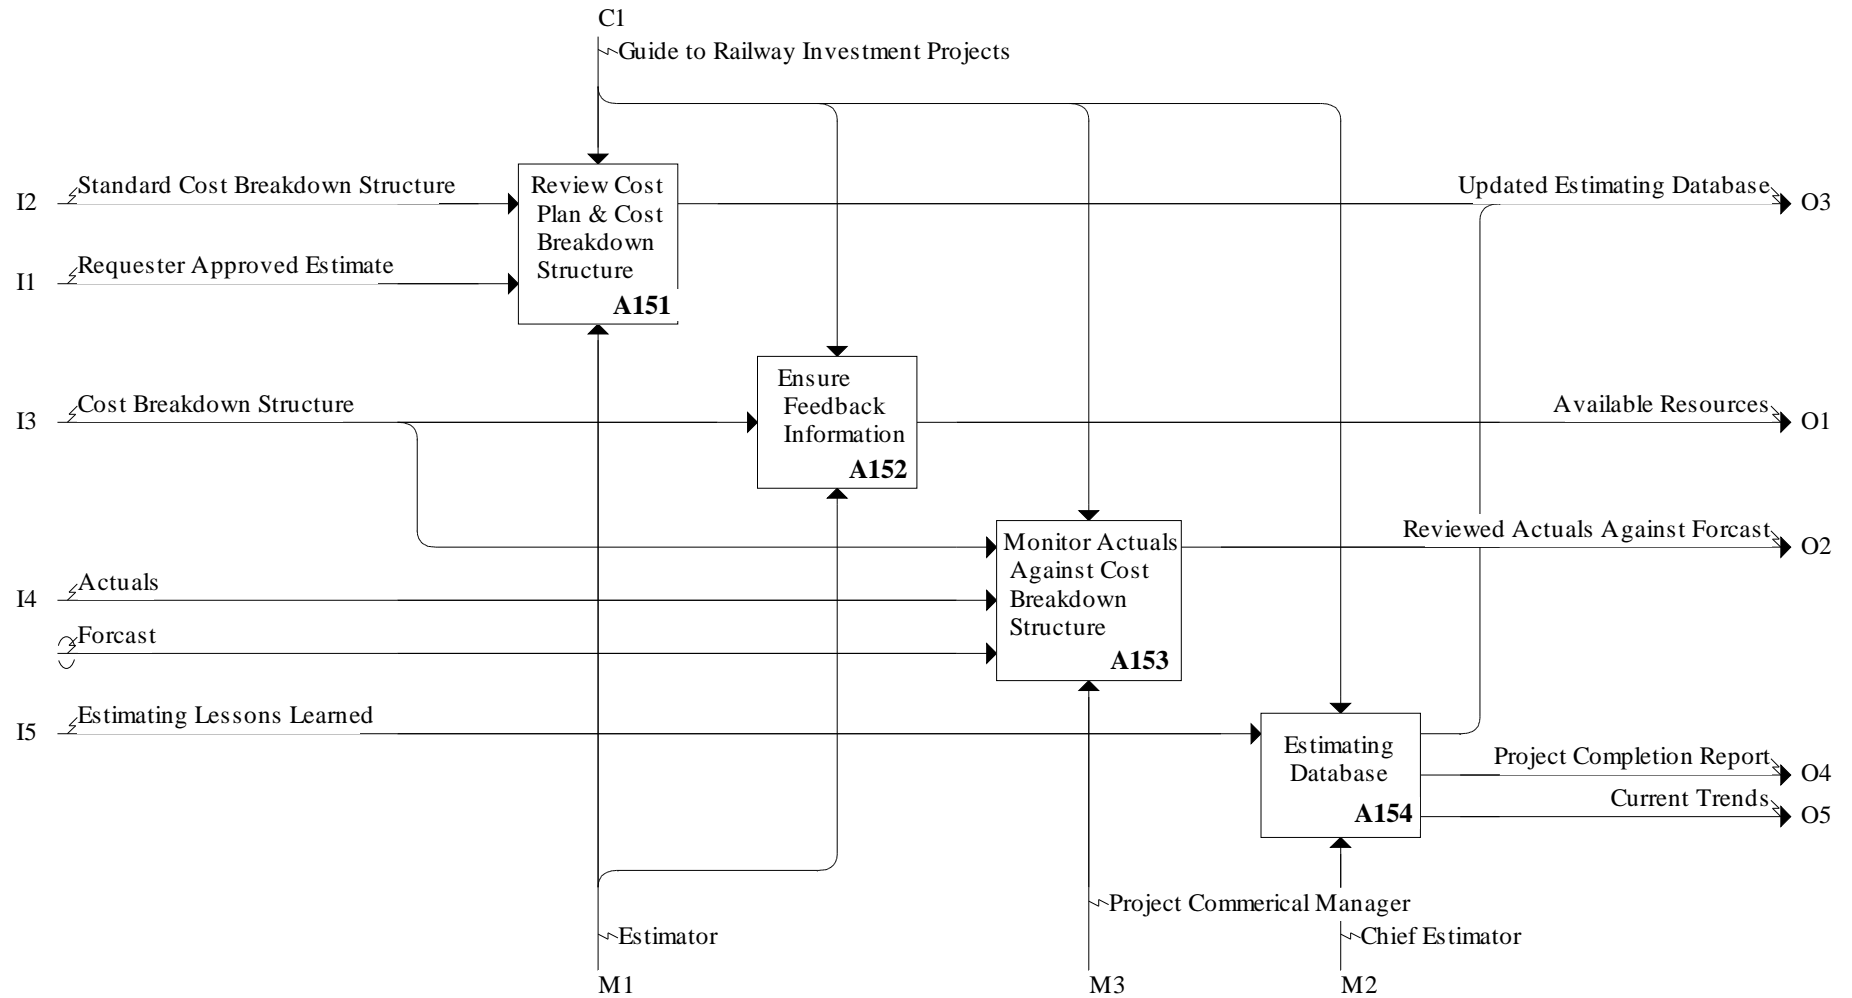 C1
Guide to Railway Investment Projects
I2
Standard Cost Breakdown Structure
Review Cost
Plan & Cost
Breakdown
Structure
A151
Updated Estimating Database
O3
I1
Requester Approved Estimate
I3
Cost Breakdown Structure
Ensure
Feedback
Information
A152
Available Resources
O1
Monitor Actuals
Against Cost
Breakdown
Structure
A153
Reviewed Actuals Against Forcast
O2
I4
Actuals
Forcast
I5
Estimating Lessons Learned
Estimating
Database
A154
Project Completion Report
O4
Current Trends
O5
Project Commerical Manager
Estimator
Chief Estimator
M1
M3
M2